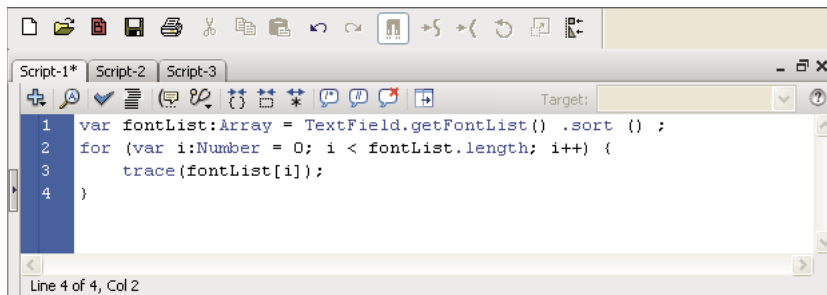 Script-1* Script-2 Script-3
Target:
1 var fontList:Array = TextField.getFontList() .sort () ;
2 for (var i:Number = 0; i < fontList.length; i++) {
3 trace(fontList[i]);
4 }
Line 4 of 4, Col 2